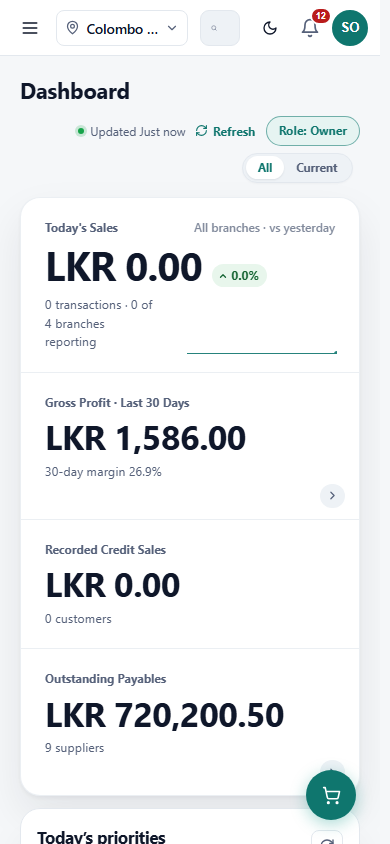 Colombo ...
12
SO
Dashboard
Updated Just now
Refresh
Role: Owner
All
Current
Today's Sales
All branches · vs yesterday
LKR 0.00
0.0%
0 transactions · 0 of
4 branches
reporting
Gross Profit · Last 30 Days
LKR 1,586.00
30-day margin 26.9%
Recorded Credit Sales
LKR 0.00
0 customers
Outstanding Payables
LKR 720,200.50
9 suppliers
Today's priorities